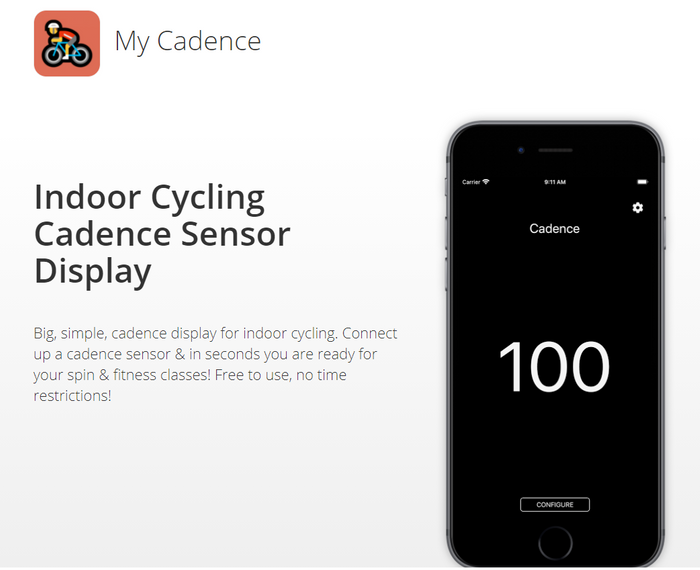 My Cadence
Indoor Cycling
Cadence Sensor
Display
Big, simple, cadence display for indoor cycling. Connect
up a cadence sensor & in seconds you are ready for
your spin & fitness classes! Free to use, no time
restrictions!
Carrier 9:11 AM
Cadence
100
CONFIGURE